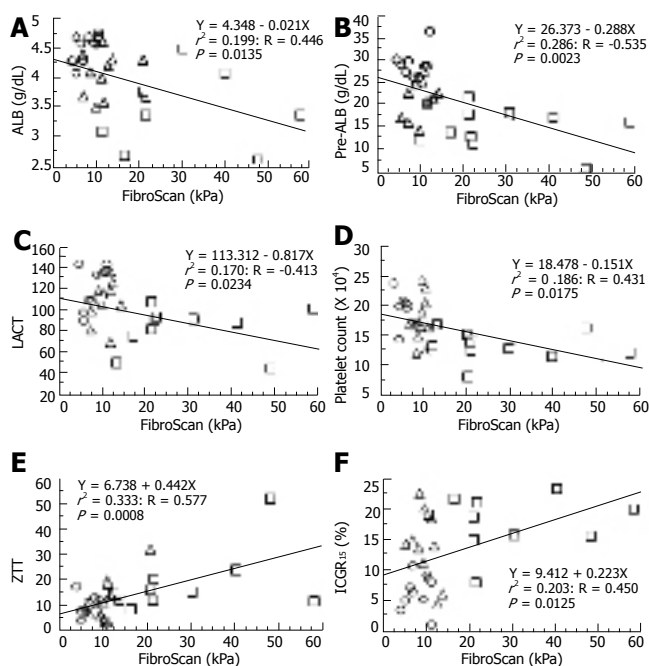 A
Y = 4.348 - 0.021X
r² = 0.199: R = 0.446
P = 0.0135
5
4.5
4
3.5
3
2.5
ALB (g/dL)
0 10 20 30 40 50 60
FibroScan (kPa)
B
Y = 26.373 - 0.288X
r² = 0.286: R = -0.535
P = 0.0023
40
35
30
25
20
15
10
5
Pre-ALB (g/dL)
0 10 20 30 40 50 60
FibroScan (kPa)
C
Y = 113.312 - 0.817X
r² = 0.170: R = -0.413
P = 0.0234
160
140
120
100
80
60
40
20
0
LACT
0 10 20 30 40 50 60
FibroScan (kPa)
D
Y = 18.478 - 0.151X
r² = 0 .186: R = 0.431
P = 0.0175
30
25
20
15
10
5
Platelet count (X 10⁴)
0 10 20 30 40 50 60
FibroScan (kPa)
E
Y = 6.738 + 0.442X
r² = 0.333: R = 0.577
P = 0.0008
60
50
40
30
20
10
0
ZTT
0 10 20 30 40 50 60
FibroScan (kPa)
F
25
20
15
10
5
0
ICGR₁₅ (%)
Y = 9.412 + 0.223X
r² = 0.203: R = 0.450
P = 0.0125
0 10 20 30 40 50 60
FibroScan (kPa)